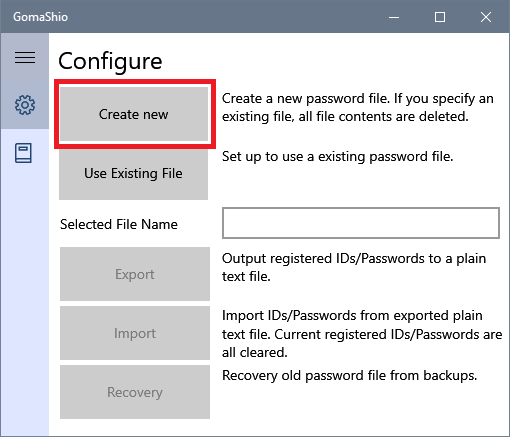 GomaShio
Configure
Create new
Create a new password file. If you specify an
existing file, all file contents are deleted.
Use Existing File
Set up to use a existing password file.
Selected File Name
Export
Output registered IDs/Passwords to a plain
text file.
Import
Import IDs/Passwords from exported plain
text file. Current registered IDs/Passwords are
all cleared.
Recovery
Recovery old password file from backups.